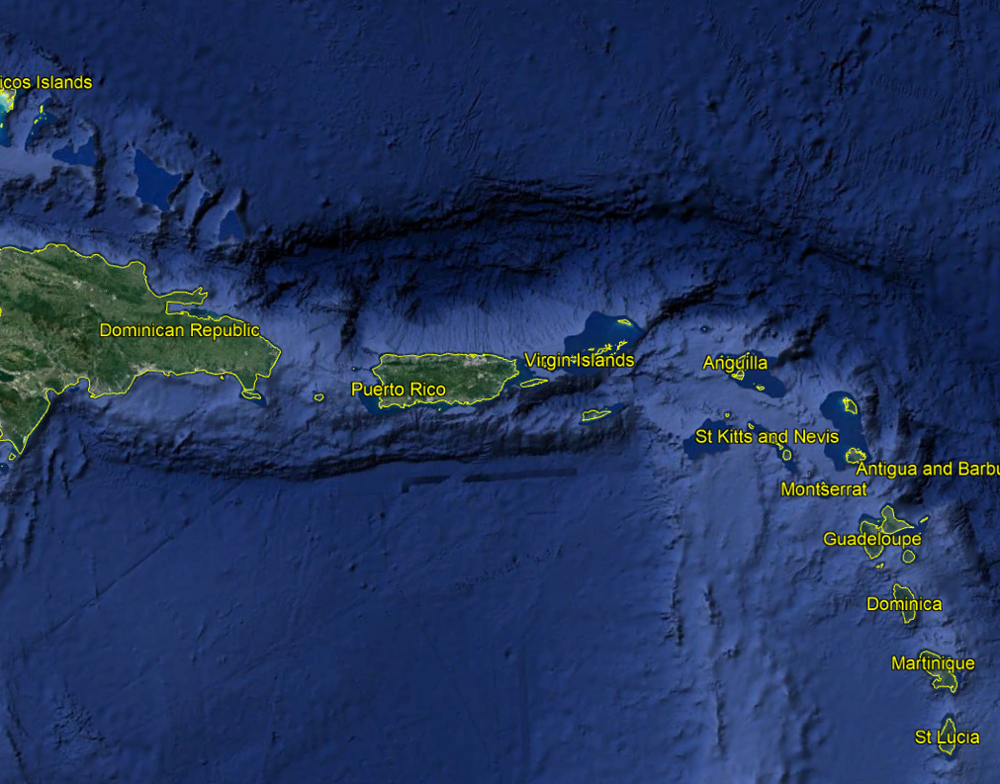 icos Islands
Dominican Republic
Virgin Islands
Anguilla
Puerto Rico
St Kitts and Nevis
Antigua and Barbu
Montserrat
Guadeloupe
Dominica
Martinique
St Lucia